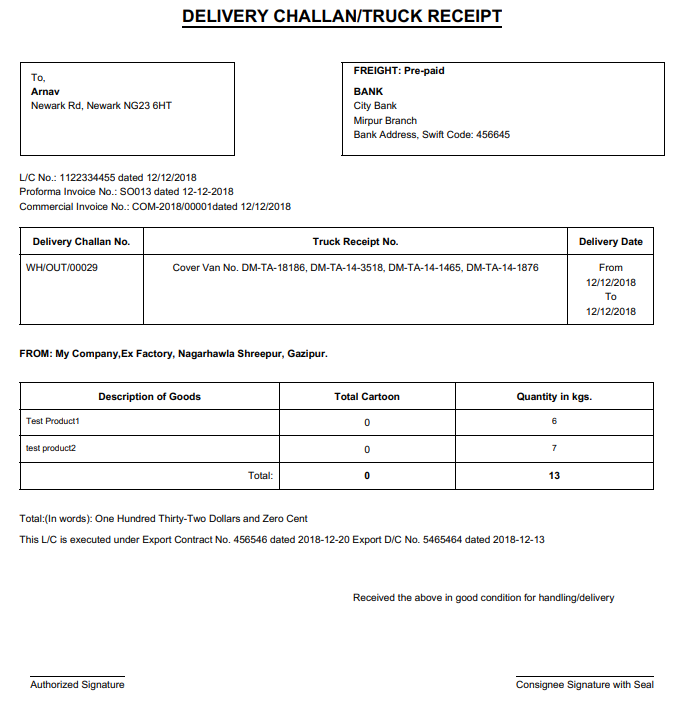 DELIVERY CHALLAN/TRUCK RECEIPT
To,
Arnav
Newark Rd, Newark NG23 6HT
FREIGHT: Pre-paid
BANK
City Bank
Mirpur Branch
Bank Address, Swift Code: 456645
L/C No.: 1122334455 dated 12/12/2018
Proforma Invoice No.: SO013 dated 12-12-2018
Commercial Invoice No.: COM-2018/00001dated 12/12/2018
Delivery Challan No. Truck Receipt No. Delivery Date
WH/OUT/00029 Cover Van No. DM-TA-18186, DM-TA-14-3518, DM-TA-14-1465, DM-TA-14-1876 From
12/12/2018
To
12/12/2018
FROM: My Company,Ex Factory, Nagarhawla Shreepur, Gazipur.
Description of Goods Total Cartoon Quantity in kgs.
Test Product1 0 6
test product2 0 7
Total: 0 13
Total:(In words): One Hundred Thirty-Two Dollars and Zero Cent
This L/C is executed under Export Contract No. 456546 dated 2018-12-20 Export D/C No. 5465464 dated 2018-12-13
Received the above in good condition for handling/delivery
Authorized Signature Consignee Signature with Seal